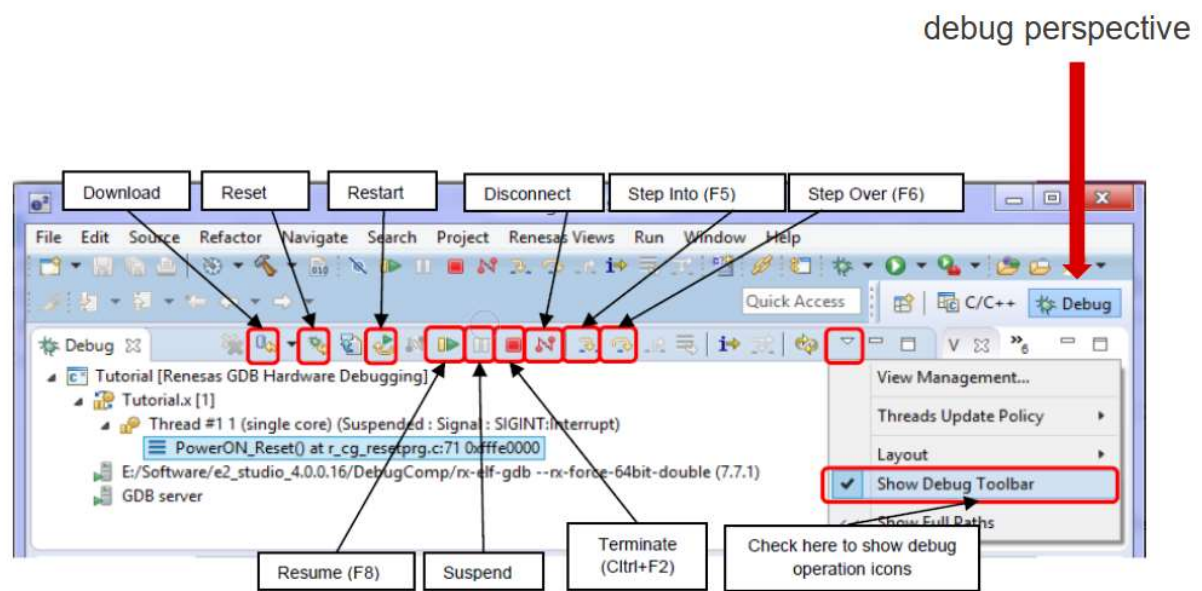 debug perspective
Download
Reset
Restart
Disconnect
Step Into (F5)
Step Over (F6)
e²
File Edit Source Refactor Navigate Search Project Renesas Views Run Window Help
010
Quick Access
C/C++
Debug
Debug
V
6
Tutorial [Renesas GDB Hardware Debugging]
Tutorial.x [1]
Thread #1 1 (single core) (Suspended : Signal : SIGINT:Interrupt)
PowerON_Reset() at r_cg_resetprg.c:71 0xfffe0000
E:/Software/e2_studio_4.0.0.16/DebugComp/rx-elf-gdb --rx-force-64bit-double (7.7.1)
GDB server
View Management...
Threads Update Policy
Layout
Show Debug Toolbar
Show Full Paths
Resume (F8)
Suspend
Terminate
(Cltrl+F2)
Check here to show debug
operation icons